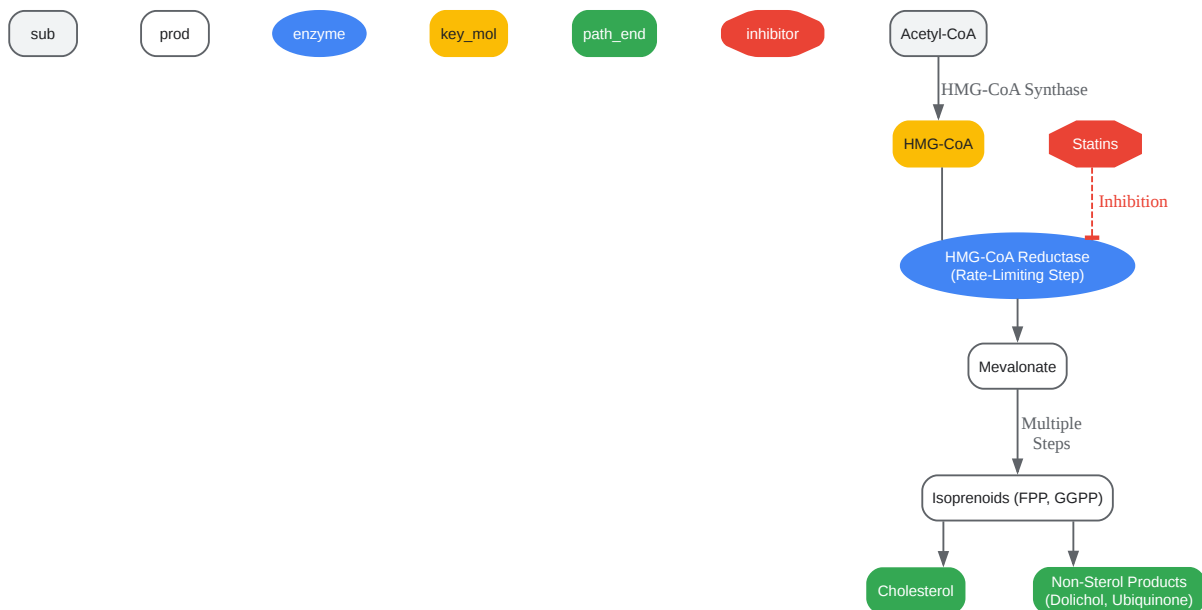 sub
prod
enzyme
key_mol
path_end
inhibitor
Acetyl-CoA
HMG-CoA Synthase
HMG-CoA
Statins
Inhibition
HMG-CoA Reductase
(Rate-Limiting Step)
Mevalonate
Multiple
Steps
Isoprenoids (FPP, GGPP)
Cholesterol
Non-Sterol Products
(Dolichol, Ubiquinone)